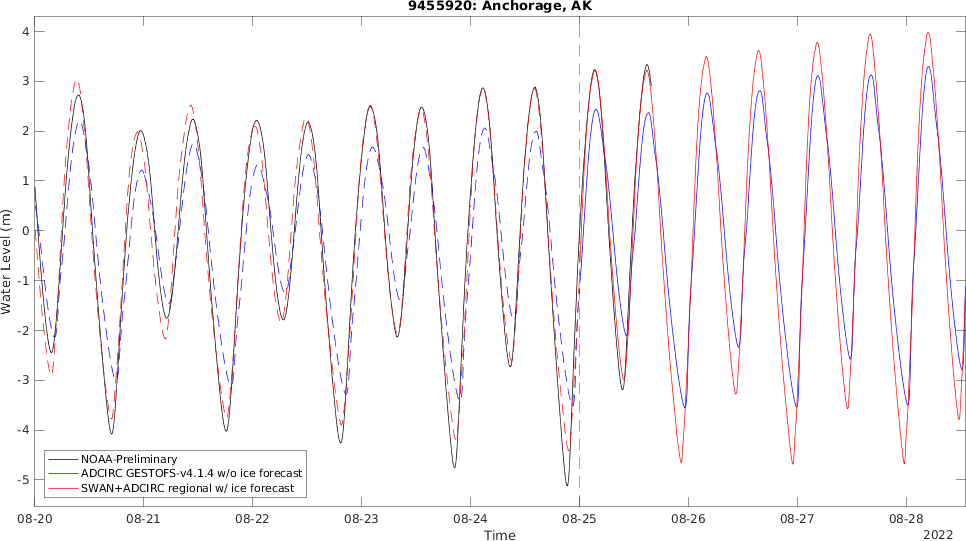 9455920: Anchorage, AK
4
3
2
1
0
-1
-2
-3
-4
-5
Water Level (m)
NOAA-Preliminary
ADCIRC GESTOFS-v4.1.4 w/o ice forecast
SWAN+ADCIRC regional w/ ice forecast
08-20 08-21 08-22 08-23 08-24 08-25 08-26 08-27 08-28
Time
2022